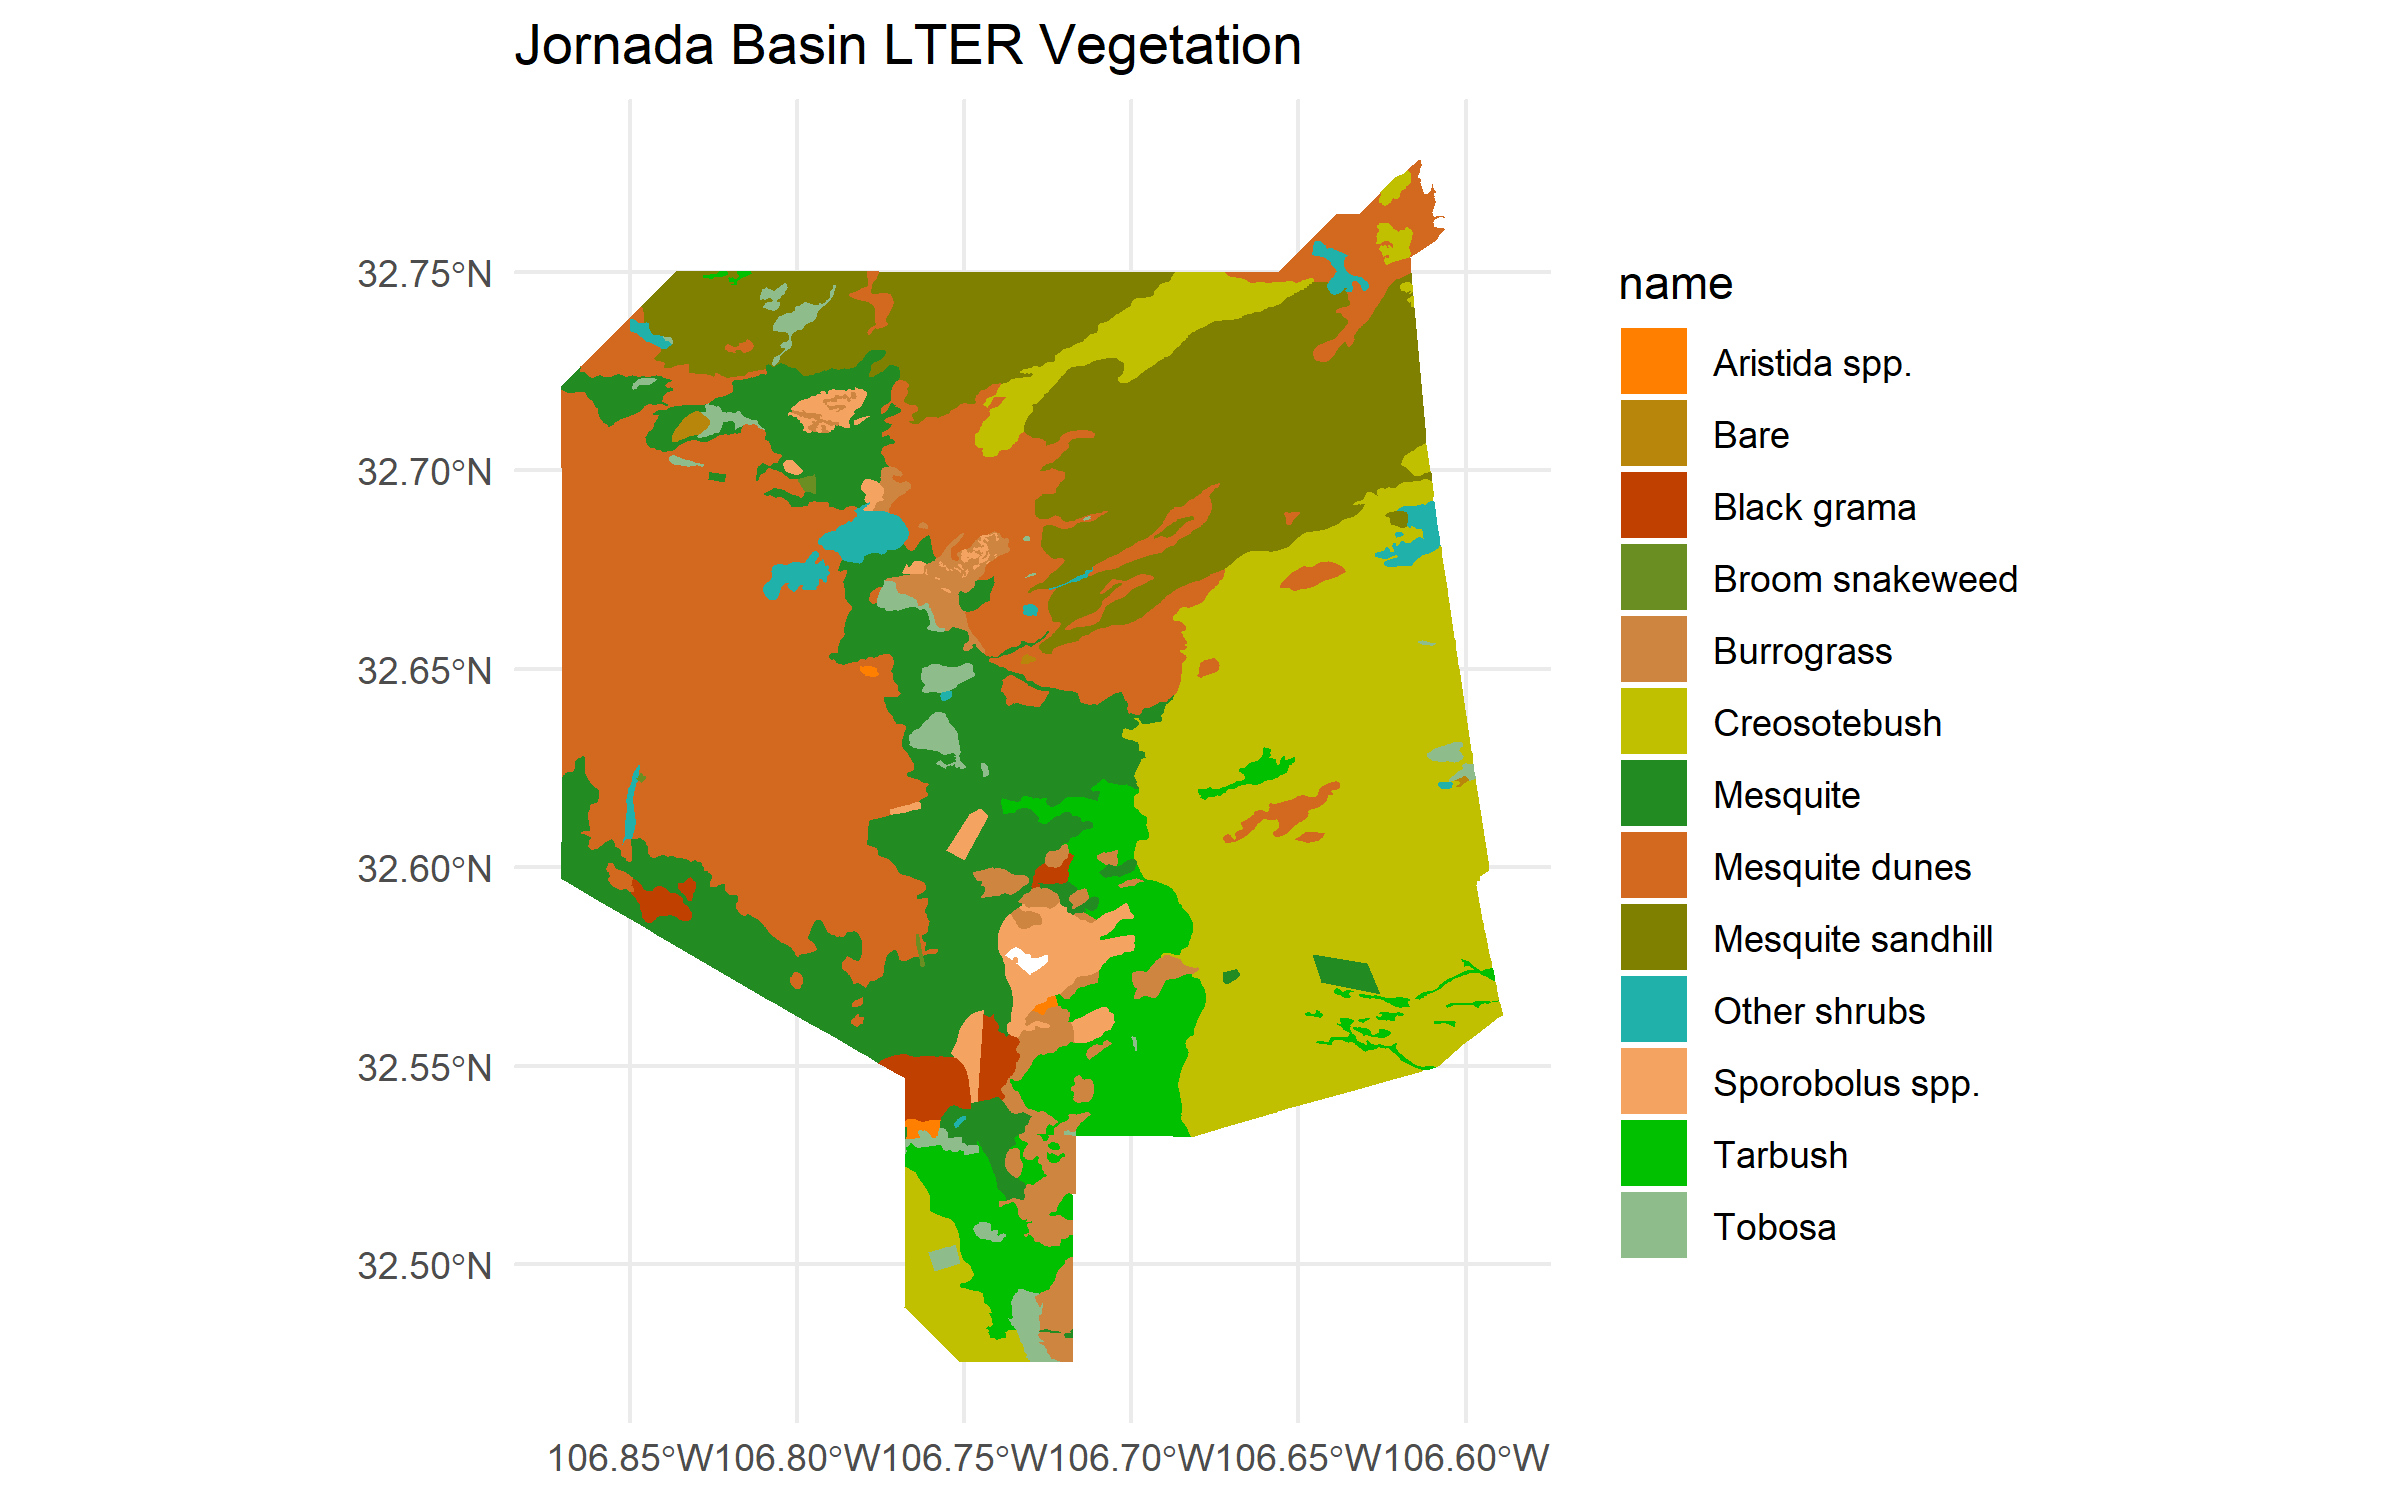 Jornada Basin LTER Vegetation
32.75°N
32.70°N
32.65°N
32.60°N
32.55°N
32.50°N
106.85°W106.80°W106.75°W106.70°W106.65°W106.60°W
name
Aristida spp.
Bare
Black grama
Broom snakeweed
Burrograss
Creosotebush
Mesquite
Mesquite dunes
Mesquite sandhill
Other shrubs
Sporobolus spp.
Tarbush
Tobosa